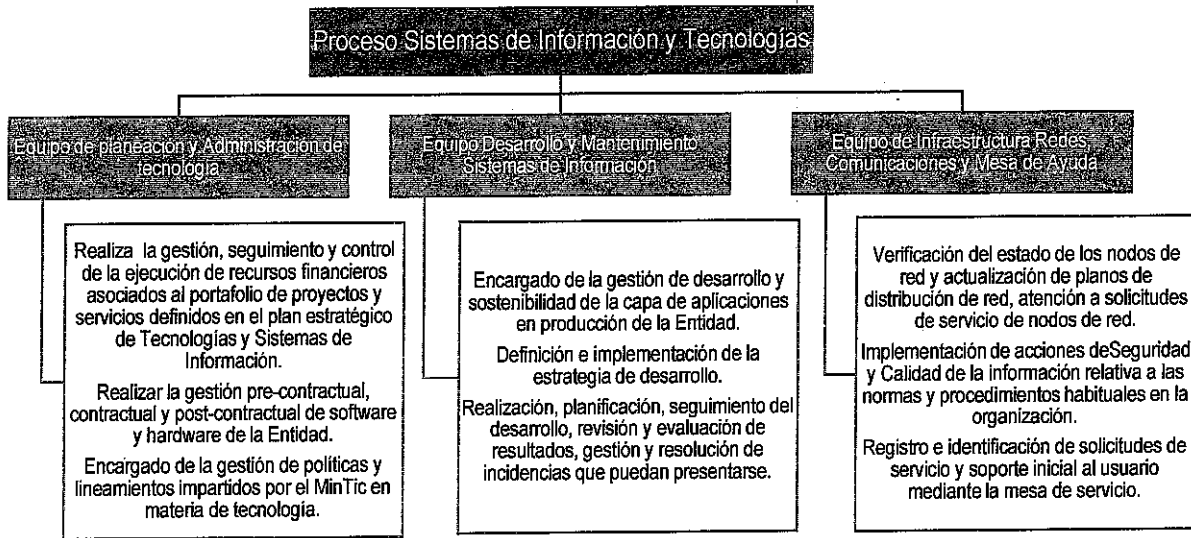 Proceso Sistemas de Información y Tecnologías
Equipo de planeación y Administración de
tecnología
Realiza la gestión, seguimiento y control
de la ejecución de recursos financieros
asociados al portafolio de proyectos y
servicios definidos en el plan estratégico
de Tecnologías y Sistemas de
Información.
Realizar la gestión pre-contractual,
contractual y post-contractual de software
y hardware de la Entidad.
Encargado de la gestión de políticas y
lineamientos impartidos por el MinTic en
materia de tecnología.
Equipo Desarrollo y Mantenimiento
Sistemas de Información
Encargado de la gestión de desarrollo y
sostenibilidad de la capa de aplicaciones
en producción de la Entidad.
Definición e implementación de la
estrategia de desarrollo.
Realización, planificación, seguimiento del
desarrollo, revisión y evaluación de
resultados, gestión y resolución de
incidencias que puedan presentarse.
Equipo de Infraestructura Redes,
Comunicaciones y Mesa de Ayuda
Verificación del estado de los nodos de
red y actualización de planos de
distribución de red, atención a solicitudes
de servicio de nodos de red.
Implementación de acciones deSeguridad
y Calidad de la información relativa a las
normas y procedimientos habituales en la
organización.
Registro e identificación de solicitudes de
servicio y soporte inicial al usuario
mediante la mesa de servicio.